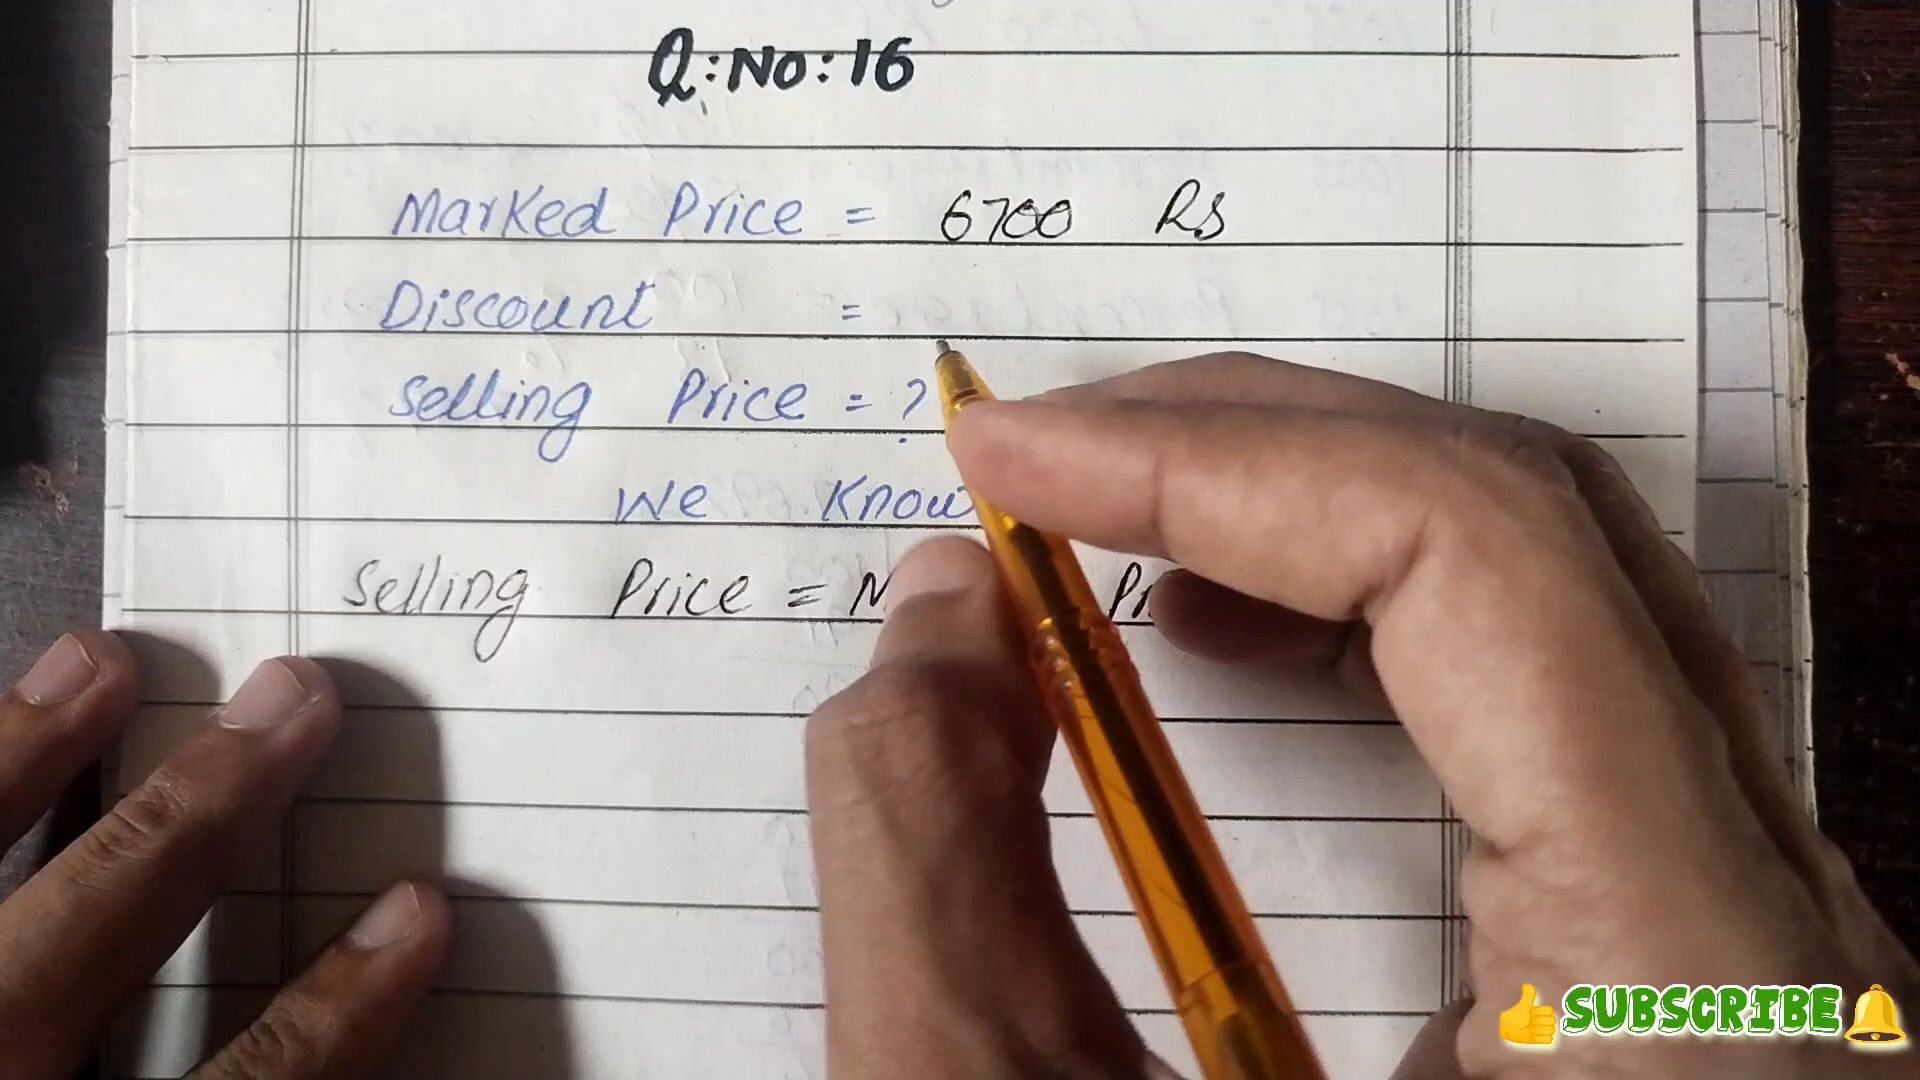 Q:No:16
Marked Price = 6700 RS
Discount =
Selling Price = ?
We Know
Selling Price =
SUBSCRIBE